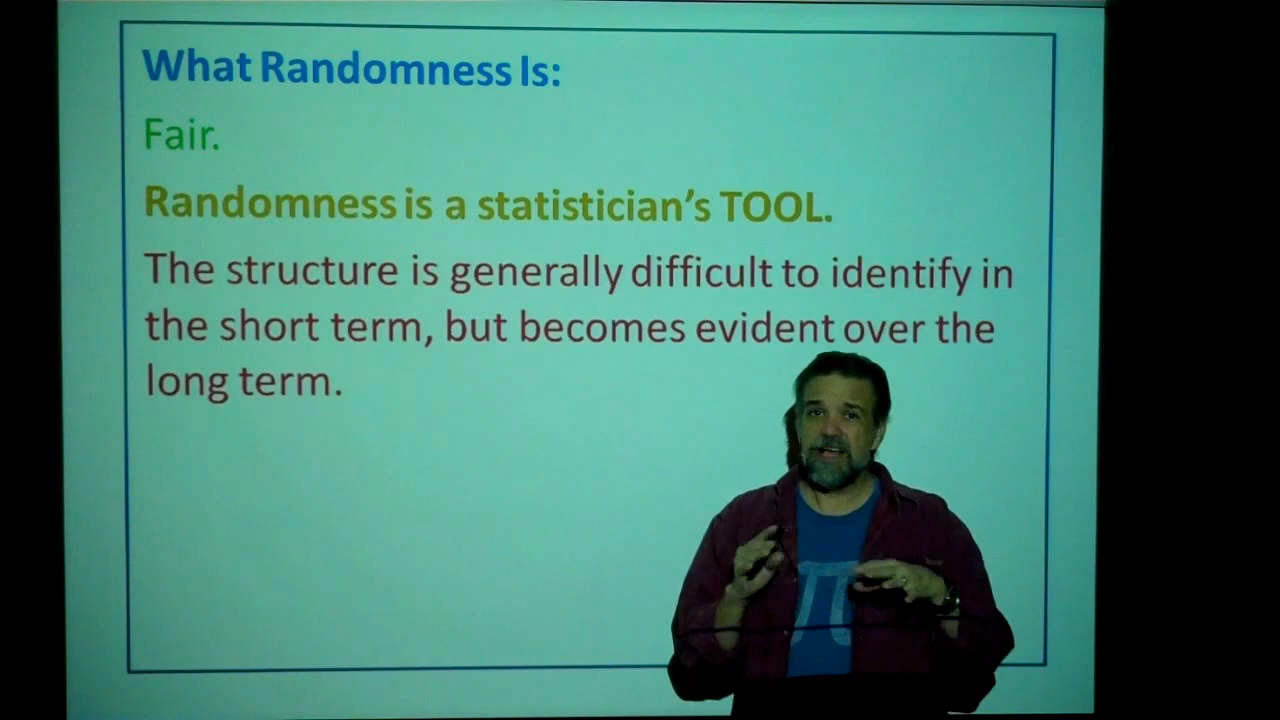 What Randomness Is:
Fair.
Randomness is a statistician's TOOL.
The structure is generally difficult to identify in
the short term, but becomes evident over the
long term.
π